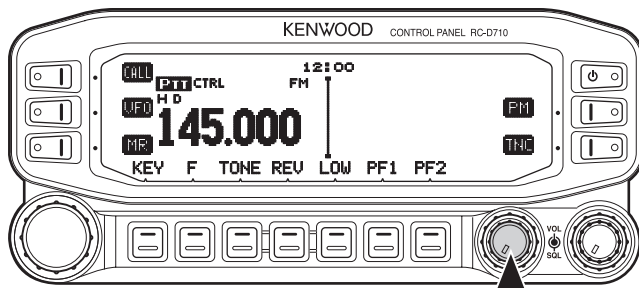 KENWOOD CONTROL PANEL RC-D710
CALL 12:00
PTT CTRL FM
VFO H D PM
145.000
MR TNC
KEY F TONE REV LOW PF1 PF2
VOL
SQL